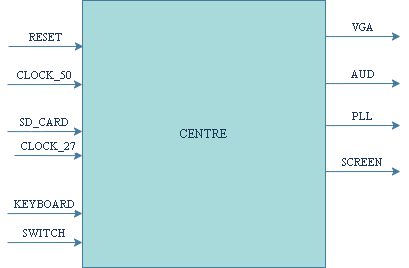 RESET
CLOCK_50
SD_CARD
CLOCK_27
KEYBOARD
SWITCH
CENTRE
VGA
AUD
PLL
SCREEN